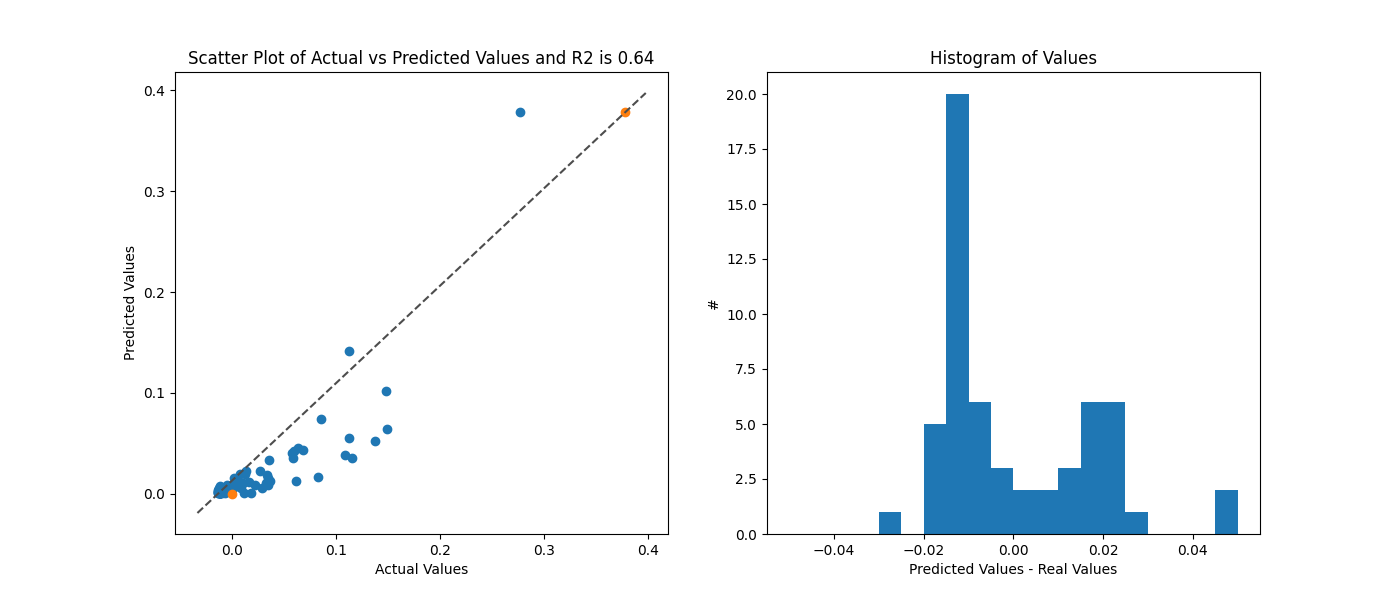 Scatter Plot of Actual vs Predicted Values and R2 is 0.64
0.4
0.3
0.2
0.1
0.0
Predicted Values
0.0 0.1 0.2 0.3 0.4
Actual Values
Histogram of Values
20.0
17.5
15.0
12.5
10.0
7.5
5.0
2.5
0.0
#
−0.04 −0.02 0.00 0.02 0.04
Predicted Values - Real Values